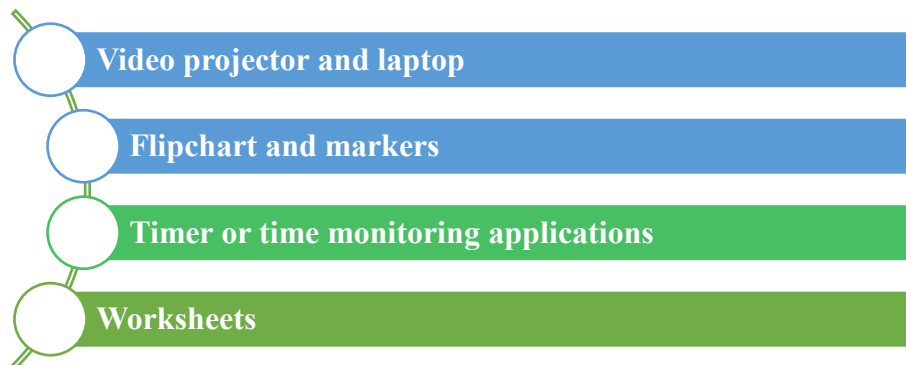 Video projector and laptop
Flipchart and markers
Timer or time monitoring applications
Worksheets